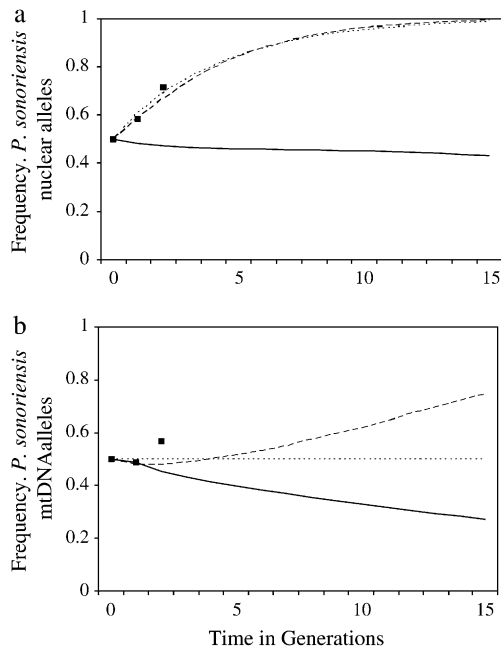 a
1
0.8
0.6
0.4
0.2
0
Frequency. P. sonoriensis
nuclear alleles
0 5 10 15
b
1
0.8
0.6
0.4
0.2
0
Frequency. P. sonoriensis
mtDNAalleles
0 5 10 15
Time in Generations